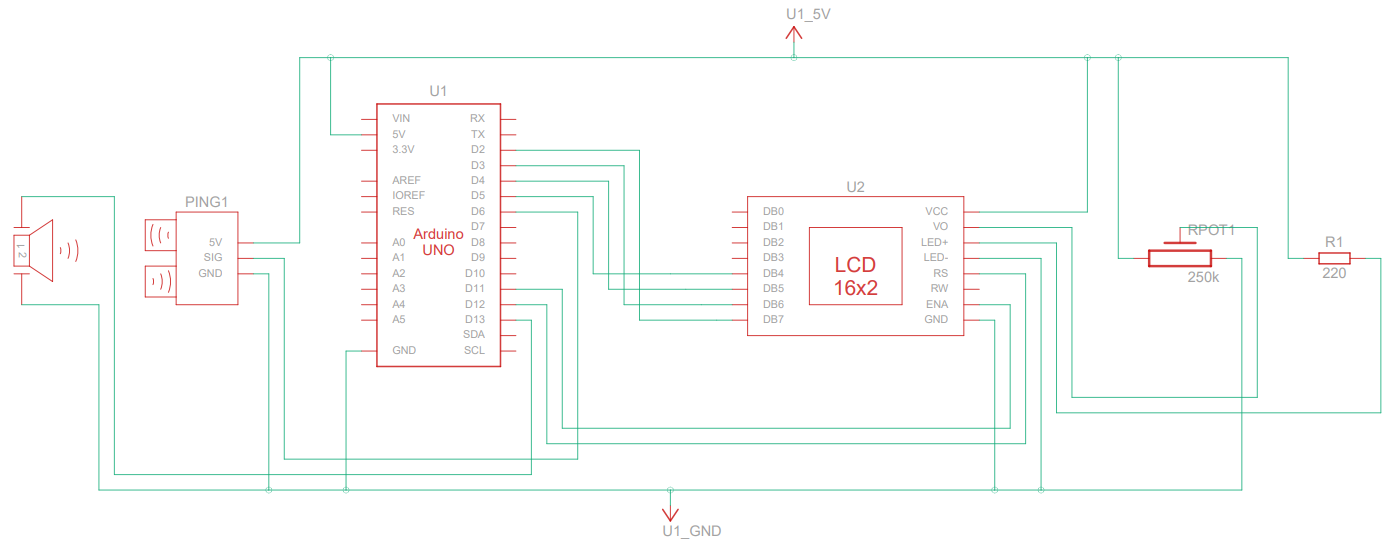 U1_5V
U1
VIN
5V
3.3V
AREF
IOREF
RES
A0
A1
A2
A3
A4
A5
GND
Arduino
UNO
RX
TX
D2
D3
D4
D5
D6
D7
D8
D9
D10
D11
D12
D13
SDA
SCL
1 2
PING1
5V
SIG
GND
U2
DB0
DB1
DB2
DB3
DB4
DB5
DB6
DB7
LCD
16x2
VCC
VO
LED+
LED-
RS
RW
ENA
GND
RPOT1
250k
R1
220
U1_GND